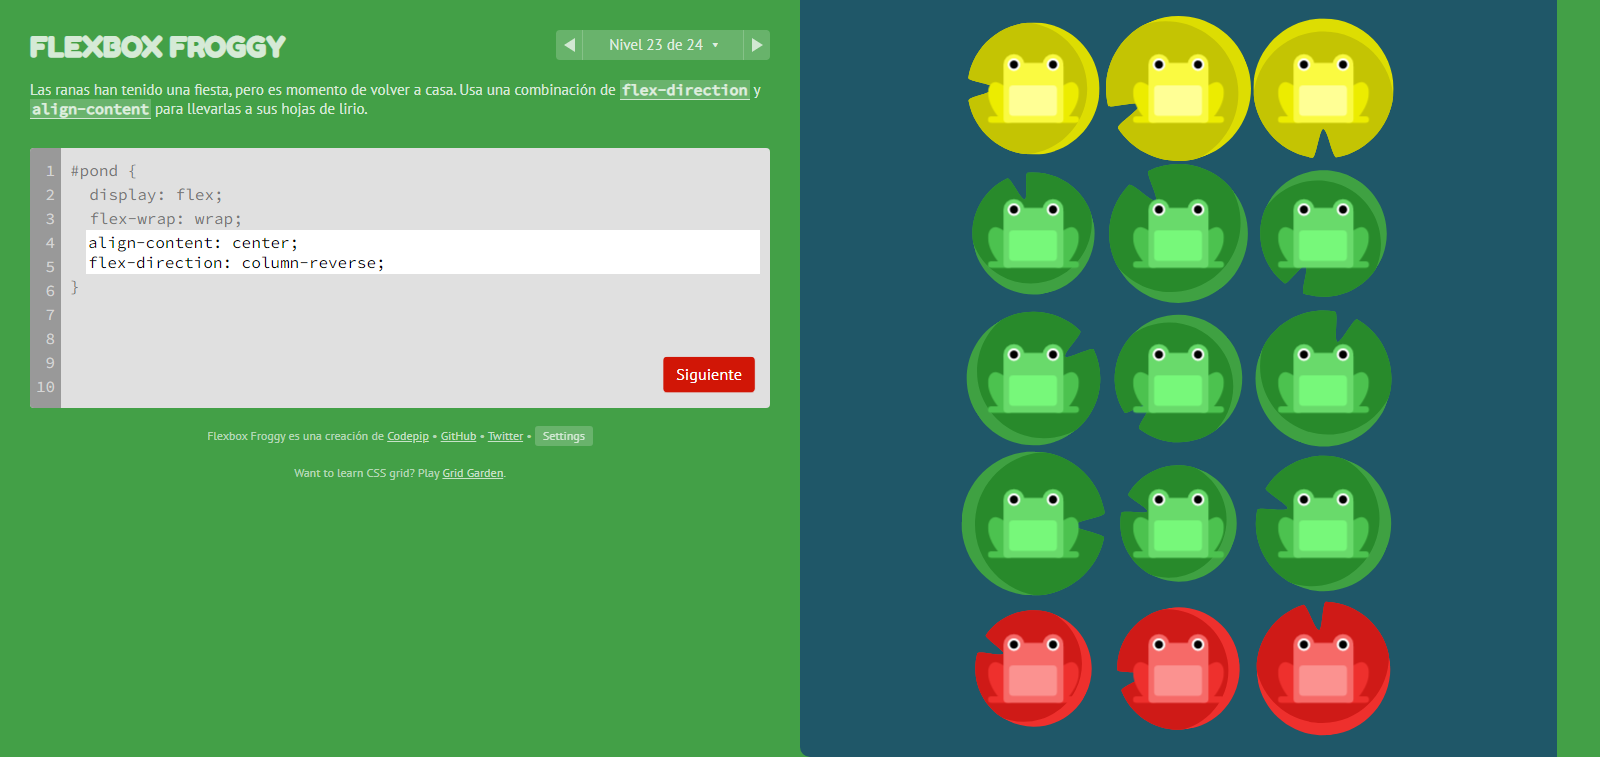 FLEXBOX FROGGY
Nivel 23 de 24
Las ranas han tenido una fiesta, pero es momento de volver a casa. Usa una combinación de flex-direction y
align-content para llevarlas a sus hojas de lirio.
1 #pond {
2 display: flex;
3 flex-wrap: wrap;
4 align-content: center;
5 flex-direction: column-reverse;
6 }
7
8
9
10
Siguiente
Flexbox Froggy es una creación de Codepip • GitHub • Twitter • Settings
Want to learn CSS grid? Play Grid Garden.